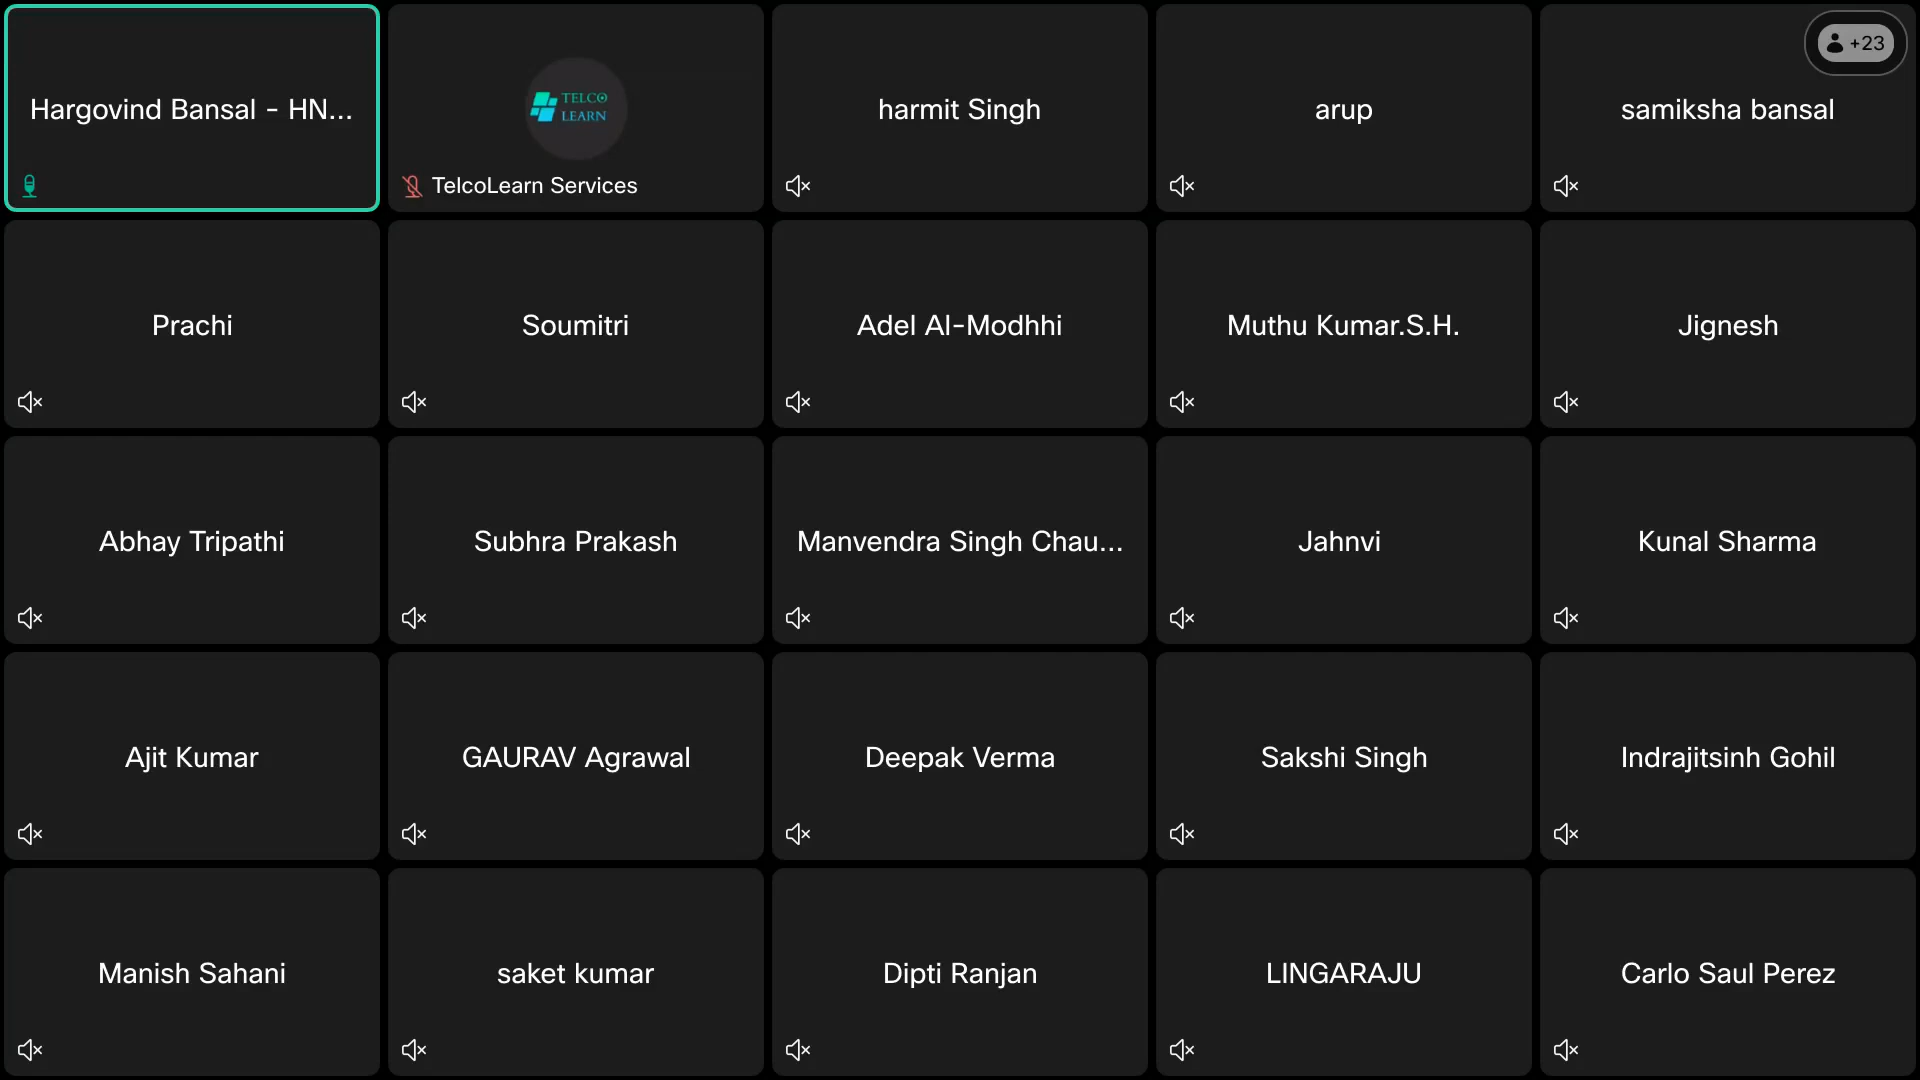 +23
Hargovind Bansal - HN...
TELCO
LEARN
TelcoLearn Services
harmit Singh
arup
samiksha bansal
Prachi
Soumitri
Adel Al-Modhhi
Muthu Kumar.S.H.
Jignesh
Abhay Tripathi
Subhra Prakash
Manvendra Singh Chau...
Jahnvi
Kunal Sharma
Ajit Kumar
GAURAV Agrawal
Deepak Verma
Sakshi Singh
Indrajitsinh Gohil
Manish Sahani
saket kumar
Dipti Ranjan
LINGARAJU
Carlo Saul Perez